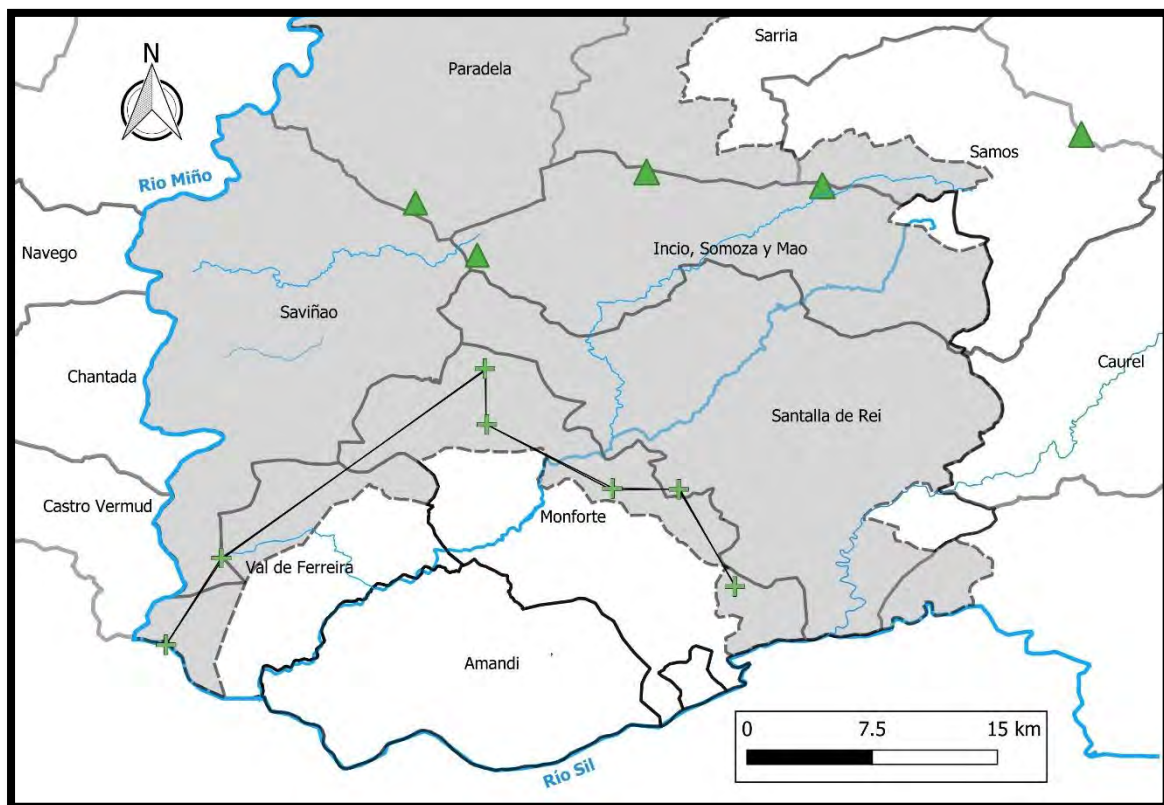 Sarria
N
Paradela
Samos
Rio Miño
Navego
Incio, Somoza y Mao
Saviñao
Chantada
Caurel
Santalla de Rei
Castro Vermud
Monforte
Val de Ferreira
Amandi
0 7.5 15 km
Río Sil